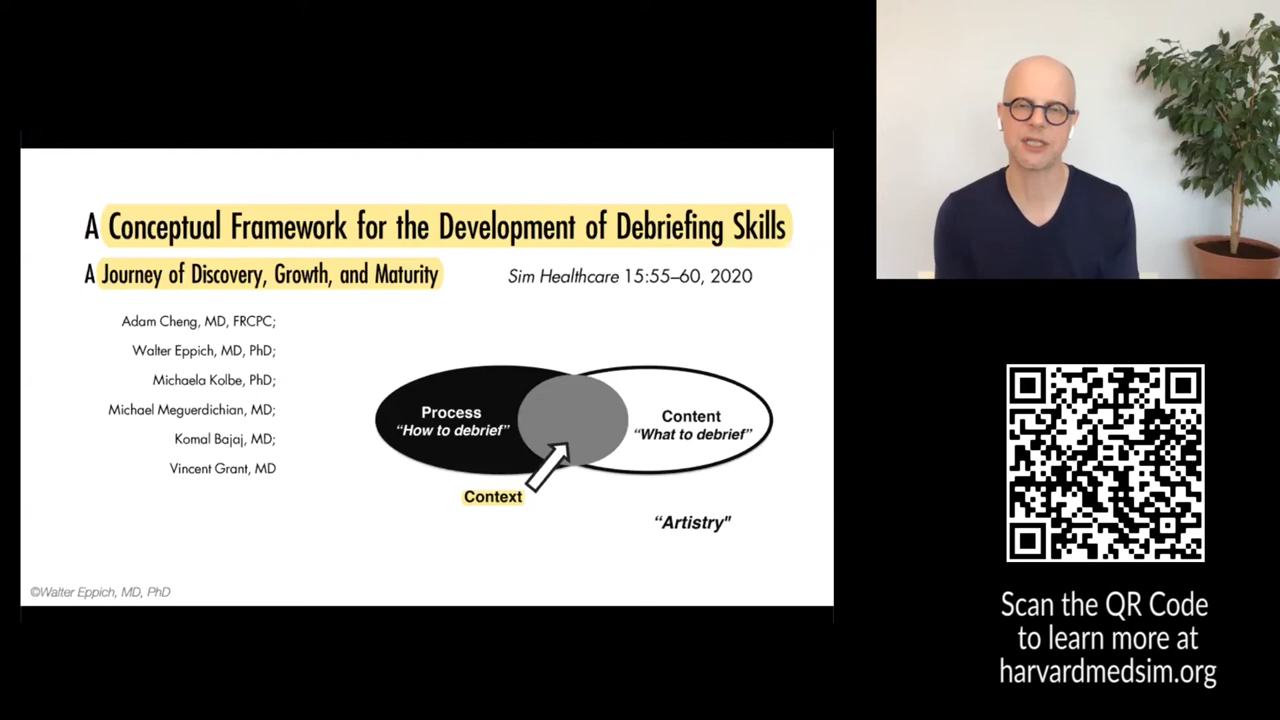 A Conceptual Framework for the Development of Debriefing Skills
A Journey of Discovery, Growth, and Maturity
Sim Healthcare 15:55–60, 2020
Adam Cheng, MD, FRCPC;
Walter Eppich, MD, PhD;
Michaela Kolbe, PhD;
Michael Meguerdichian, MD;
Komal Bajaj, MD;
Vincent Grant, MD
Process
“How to debrief”
Content
“What to debrief”
Context
“Artistry"
©Walter Eppich, MD, PhD
Scan the QR Code
to learn more at
harvardmedsim.org